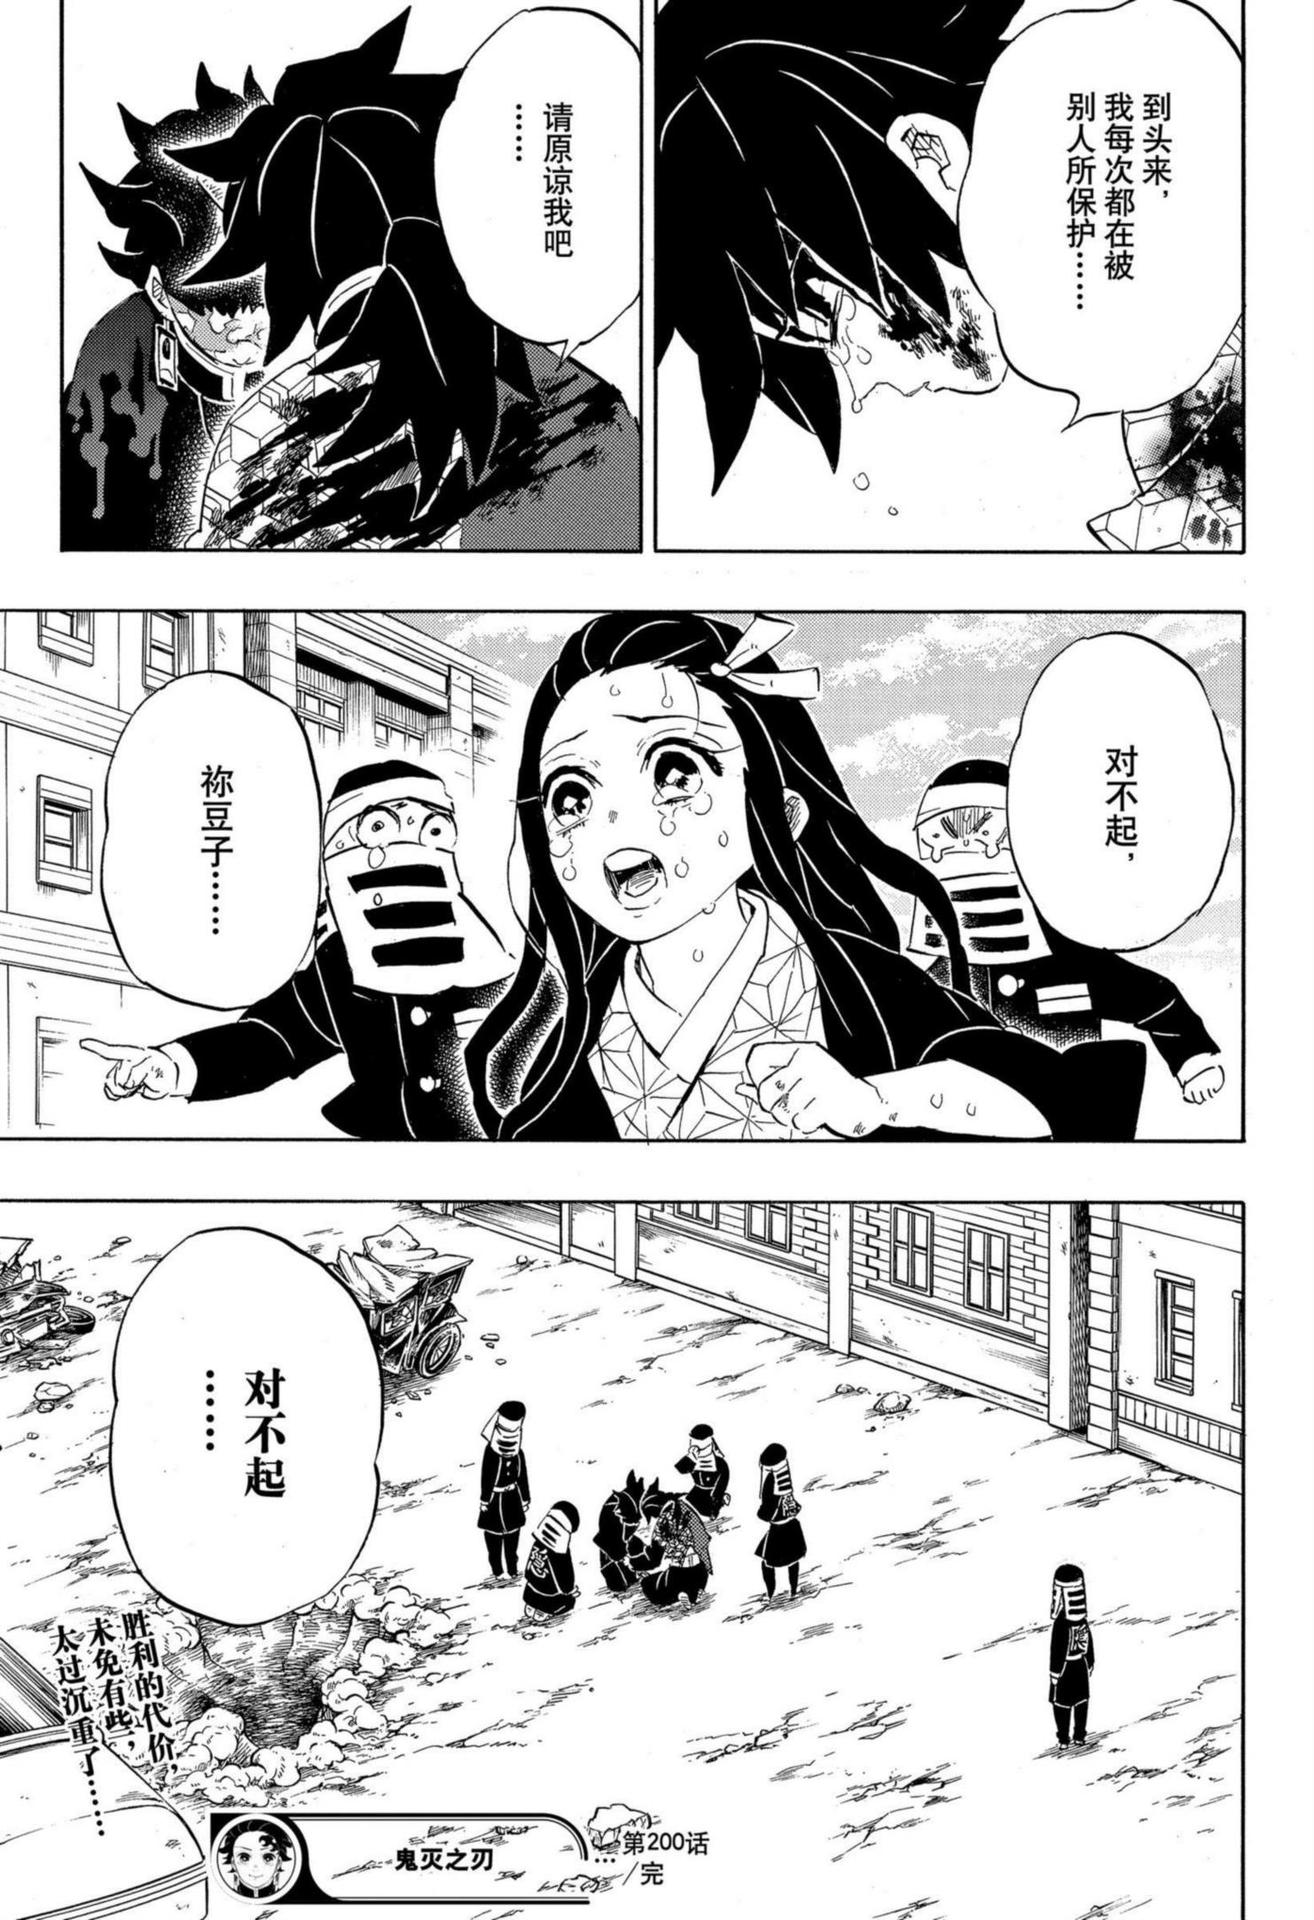 到头来，
我每次都在被
别人所保护……
请原谅我吧
……
对不起，
祢豆子……
对不起
……
胜利的代价，
未免有些，
太过沉重了……
鬼灭之刃
…第200话
/完